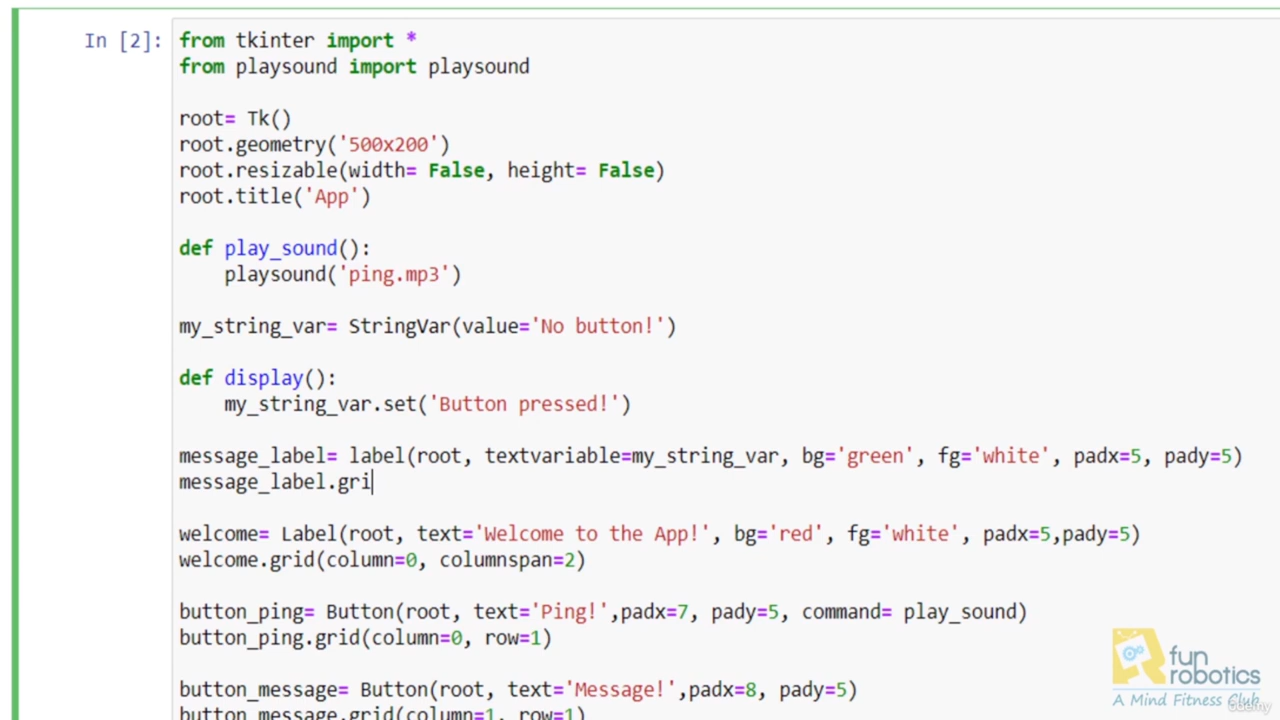 In [2]:
from tkinter import *
from playsound import playsound
root= Tk()
root.geometry('500x200')
root.resizable(width= False, height= False)
root.title('App')
def play_sound():
    playsound('ping.mp3')
my_string_var= StringVar(value='No button!')
def display():
    my_string_var.set('Button pressed!')
message_label= label(root, textvariable=my_string_var, bg='green', fg='white', padx=5, pady=5)
message_label.gri
welcome= Label(root, text='Welcome to the App!', bg='red', fg='white', padx=5,pady=5)
welcome.grid(column=0, columnspan=2)
button_ping= Button(root, text='Ping!',padx=7, pady=5, command= play_sound)
button_ping.grid(column=0, row=1)
button_message= Button(root, text='Message!',padx=8, pady=5)
button_message.grid(column=1, row=1)
fun
robotics
A Mind Fitness Club
udemy